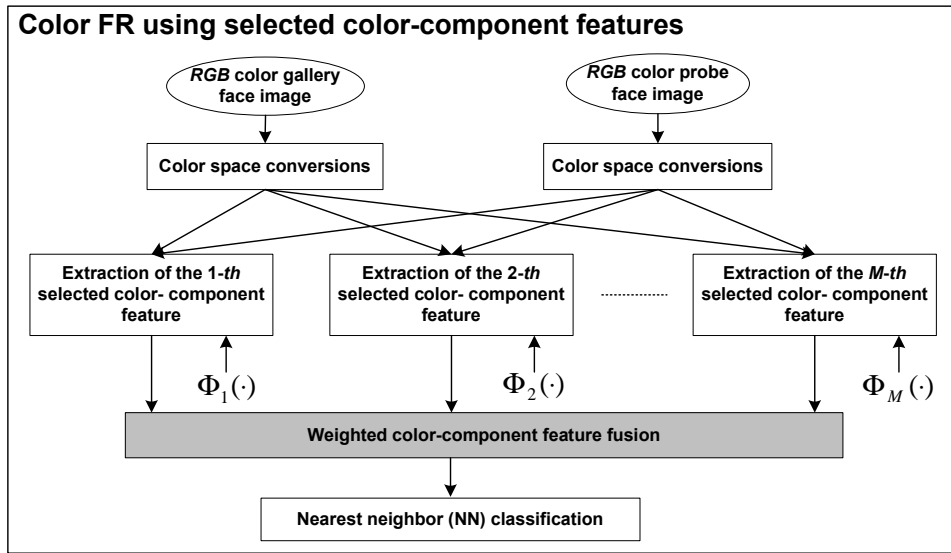 Color FR using selected color-component features
RGB color gallery
face image
RGB color probe
face image
Color space conversions
Color space conversions
Extraction of the 1-th
selected color- component
feature
Extraction of the 2-th
selected color- component
feature
Extraction of the M-th
selected color- component
feature
Φ1(·)
Φ2(·)
ΦM(·)
Weighted color-component feature fusion
Nearest neighbor (NN) classification